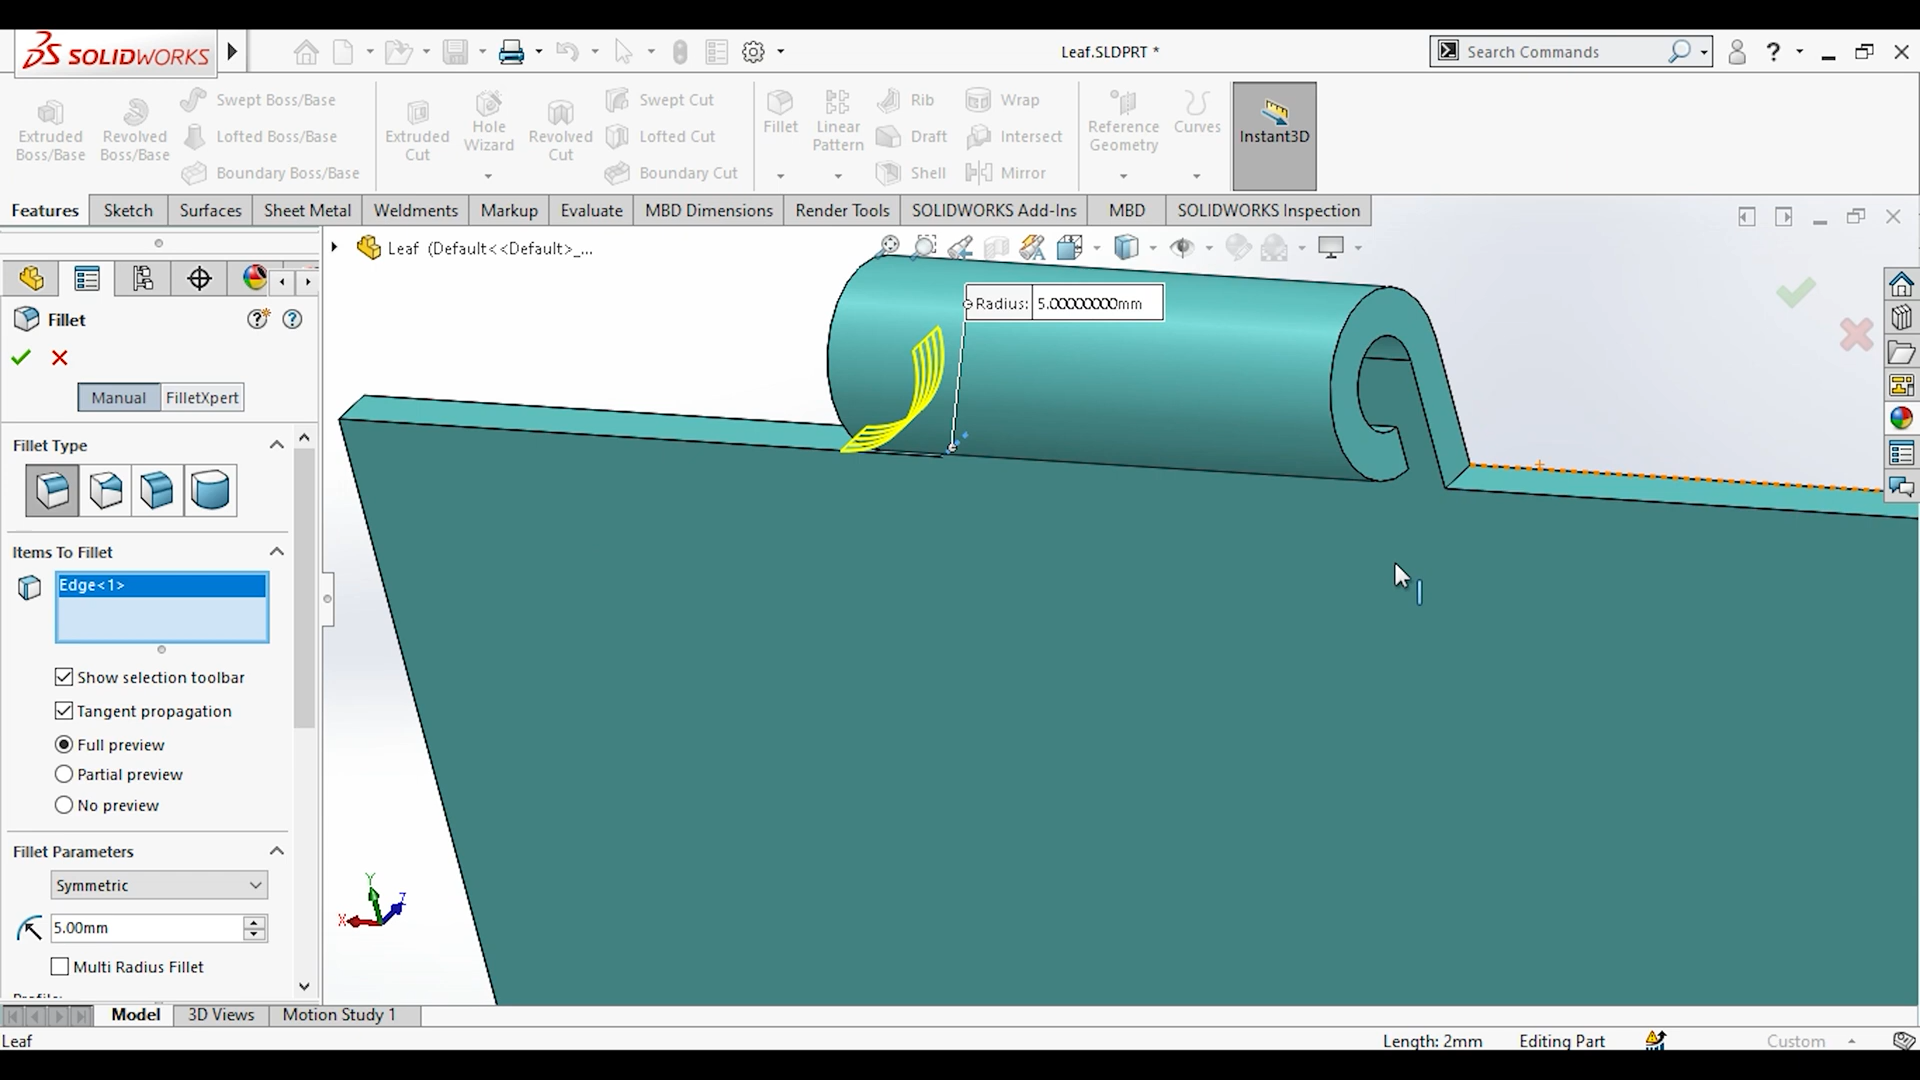 SOLIDWORKS
Leaf.SLDPRT *
Search Commands
?
Extruded Boss/Base
Revolved Boss/Base
Swept Boss/Base
Lofted Boss/Base
Boundary Boss/Base
Extruded Cut
Hole Wizard
Revolved Cut
Swept Cut
Lofted Cut
Boundary Cut
Fillet
Linear Pattern
Rib
Draft
Shell
Wrap
Intersect
Mirror
Reference Geometry
Curves
Instant3D
Features
Sketch
Surfaces
Sheet Metal
Weldments
Markup
Evaluate
MBD Dimensions
Render Tools
SOLIDWORKS Add-Ins
MBD
SOLIDWORKS Inspection
Leaf (Default<<Default>_...
Fillet
Manual
FilletXpert
Fillet Type
Items To Fillet
Edge<1>
Show selection toolbar
Tangent propagation
Full preview
Partial preview
No preview
Fillet Parameters
Symmetric
5.00mm
Multi Radius Fillet
Radius: 5.00000000mm
Y
Z
X
Model
3D Views
Motion Study 1
Leaf
Length: 2mm
Editing Part
Custom